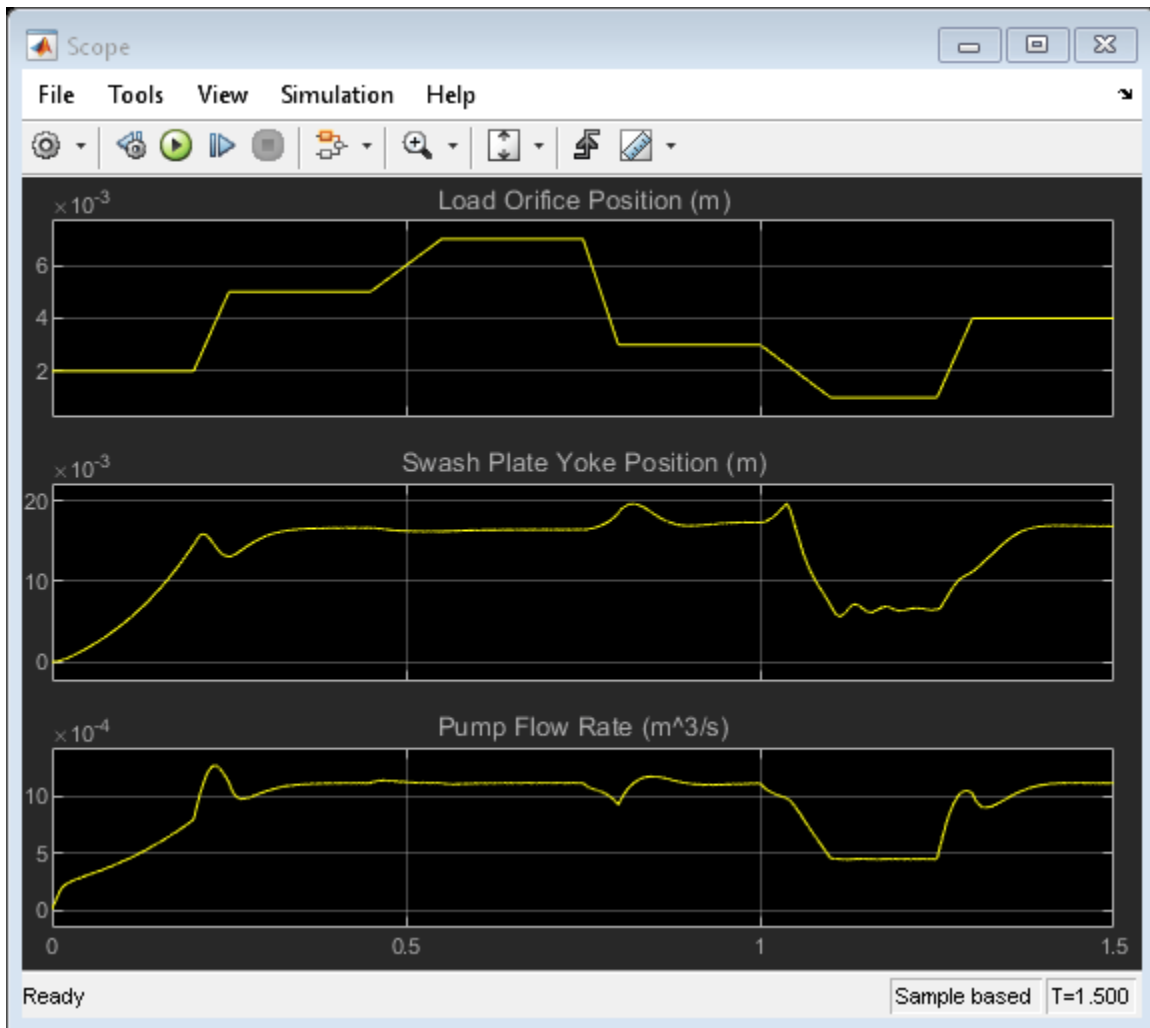 Scope
File Tools View Simulation Help
×10-3
Load Orifice Position (m)
6
4
2
×10-3
Swash Plate Yoke Position (m)
20
10
0
×10-4
Pump Flow Rate (m^3/s)
10
5
0
0 0.5 1 1.5
Ready Sample based T=1.500